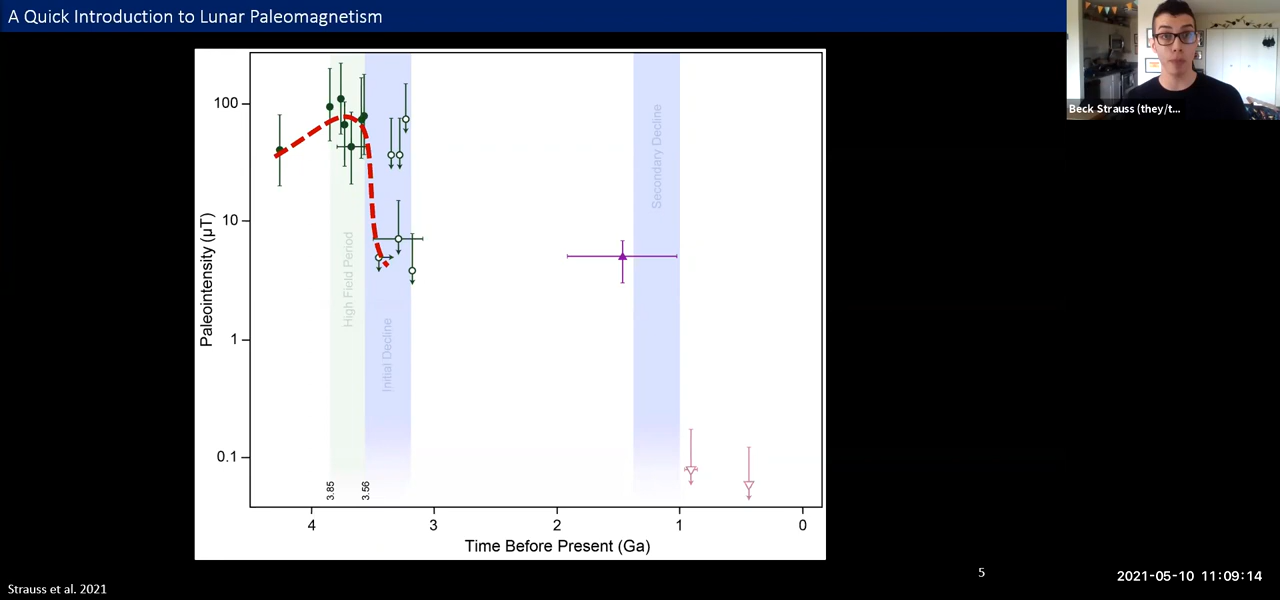 A Quick Introduction to Lunar Paleomagnetism
Beck Strauss (they/t...
100
10
1
0.1
Paleointensity (µT)
High Field Period
Initial Decline
Secondary Decline
3.85
3.56
4
3
2
1
0
Time Before Present (Ga)
Strauss et al. 2021
5
2021-05-10 11:09:14